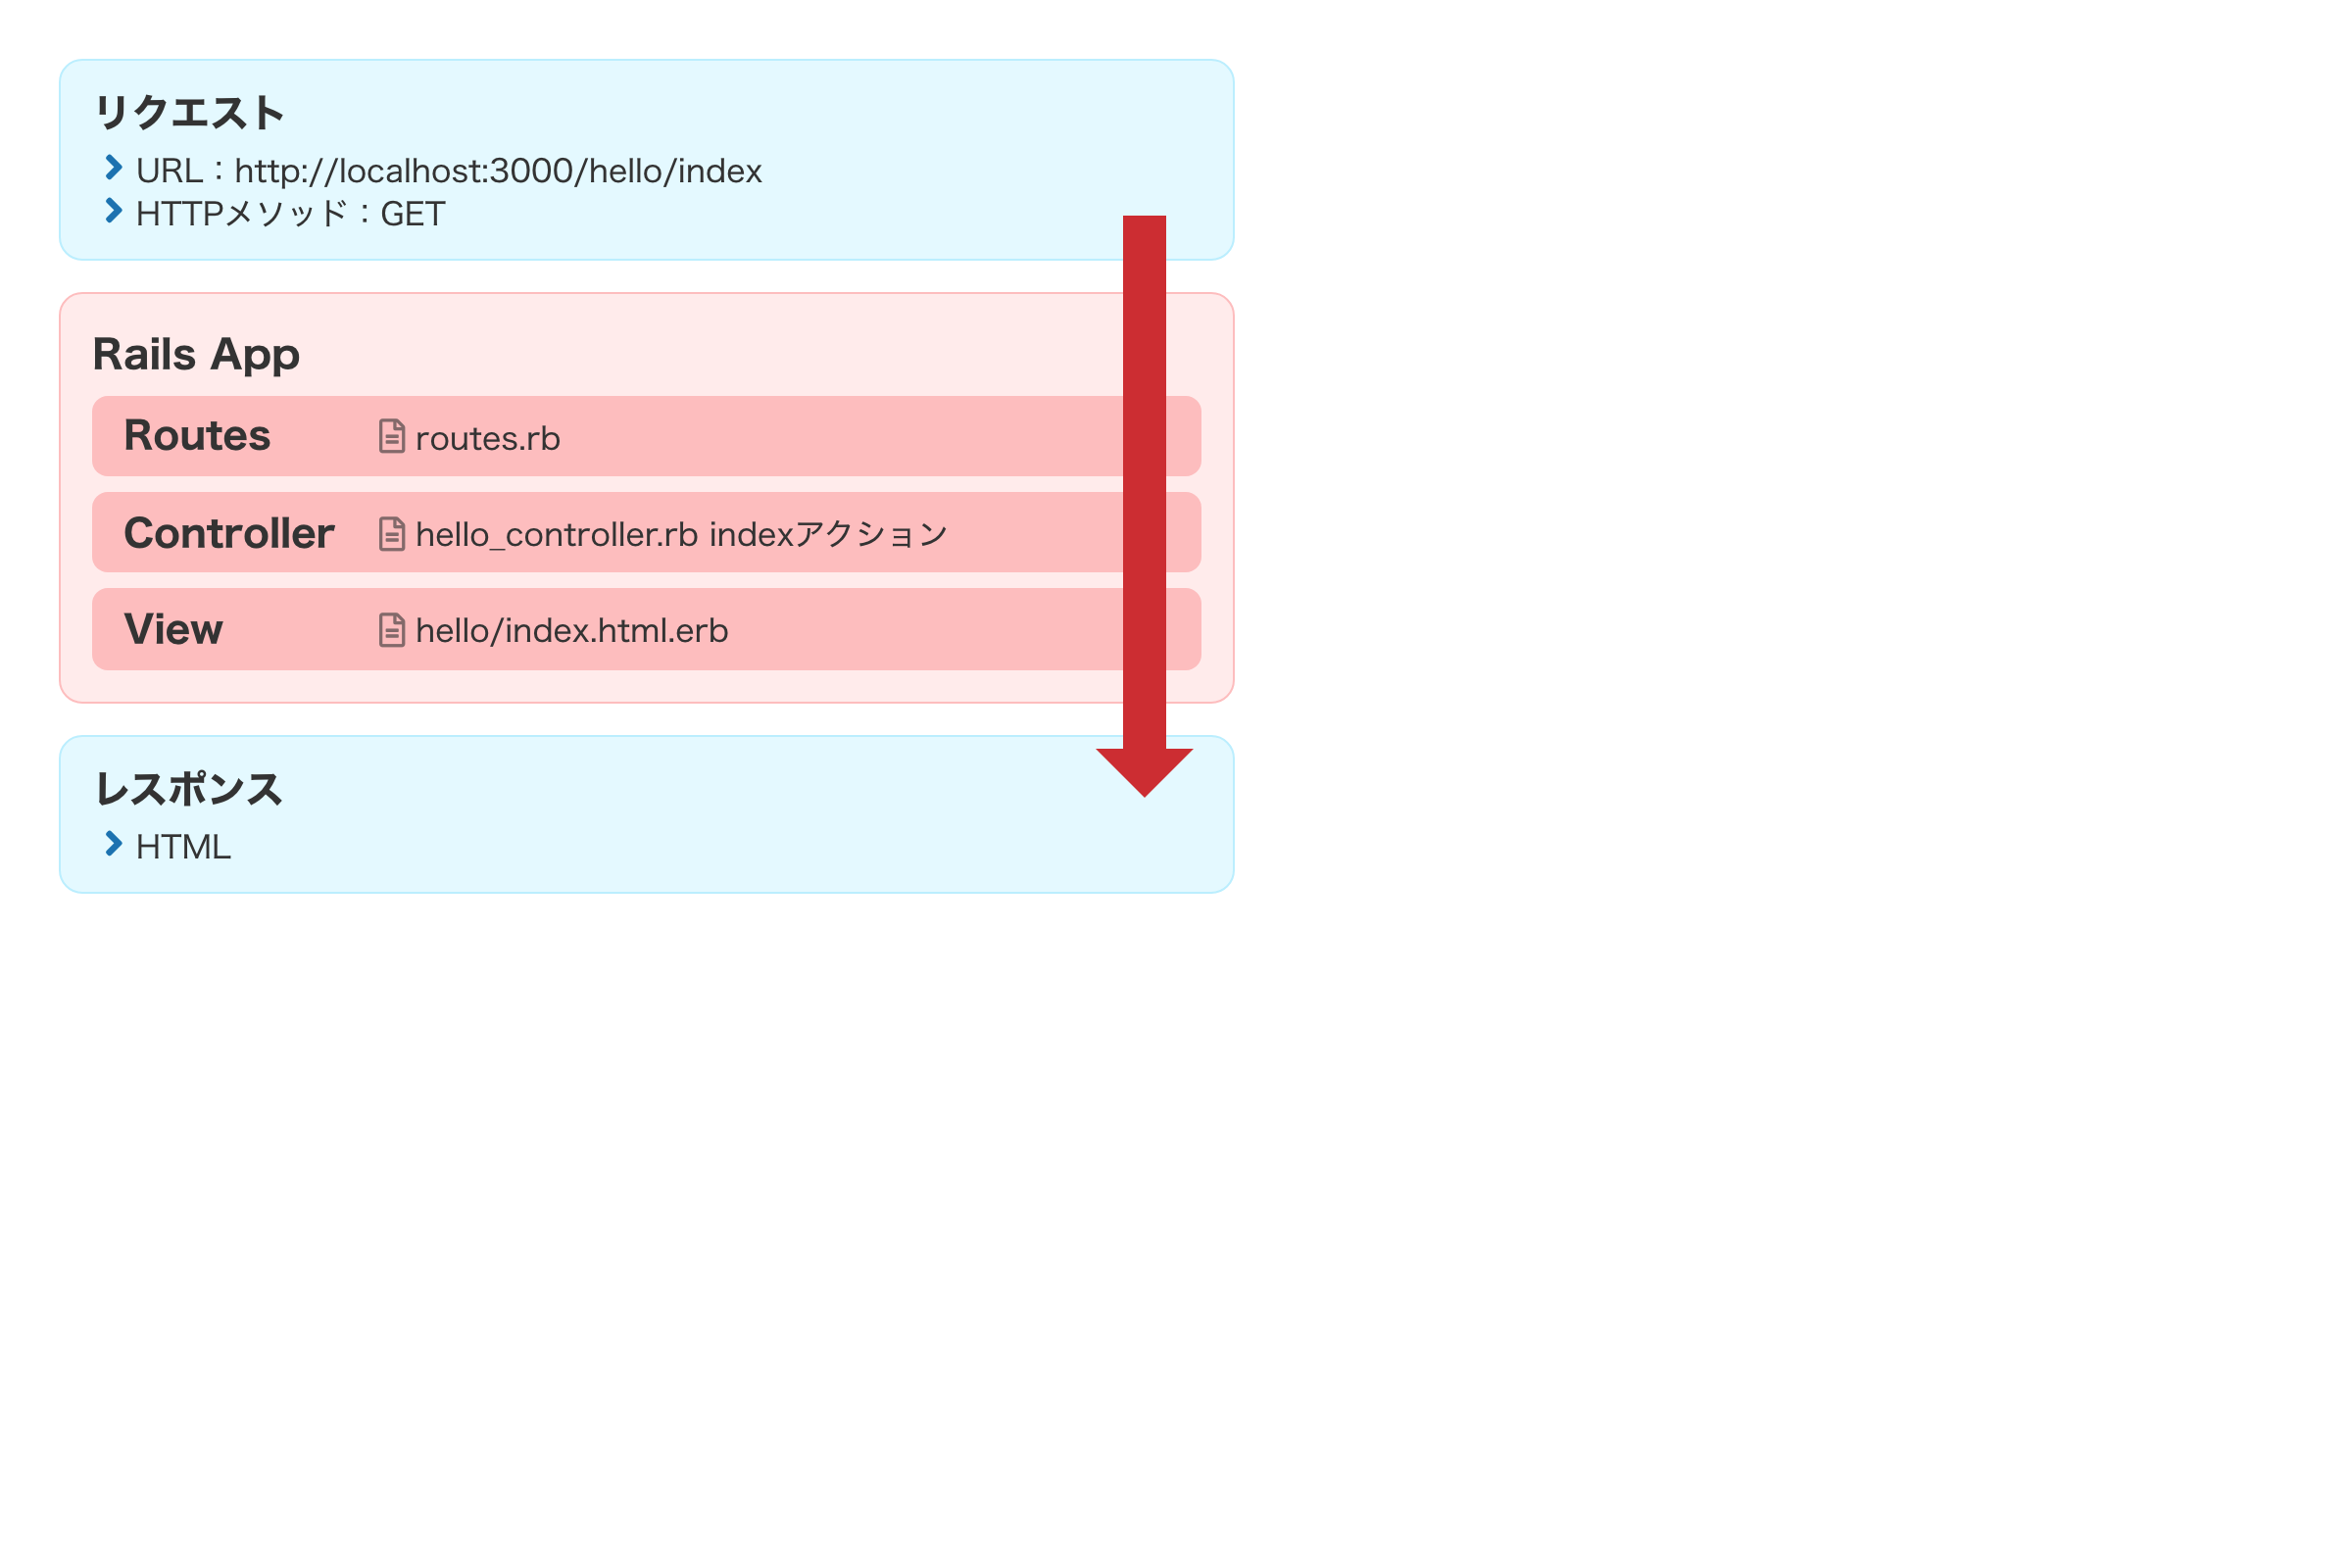 リクエスト
URL：http://localhost:3000/hello/index
HTTPメソッド：GET
Rails App
Routes routes.rb
Controller hello_controller.rb indexアクション
View hello/index.html.erb
レスポンス
HTML